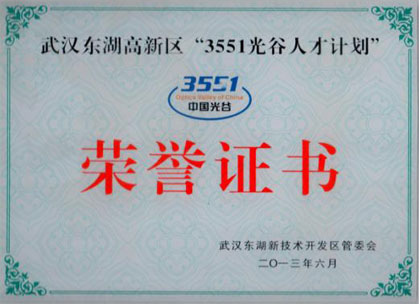 武汉东湖高新区“3551光谷人才计划”
3551
Optics Valley of China
中国光谷
荣誉证书
武汉东湖新技术开发区管委会
二〇一三年六月